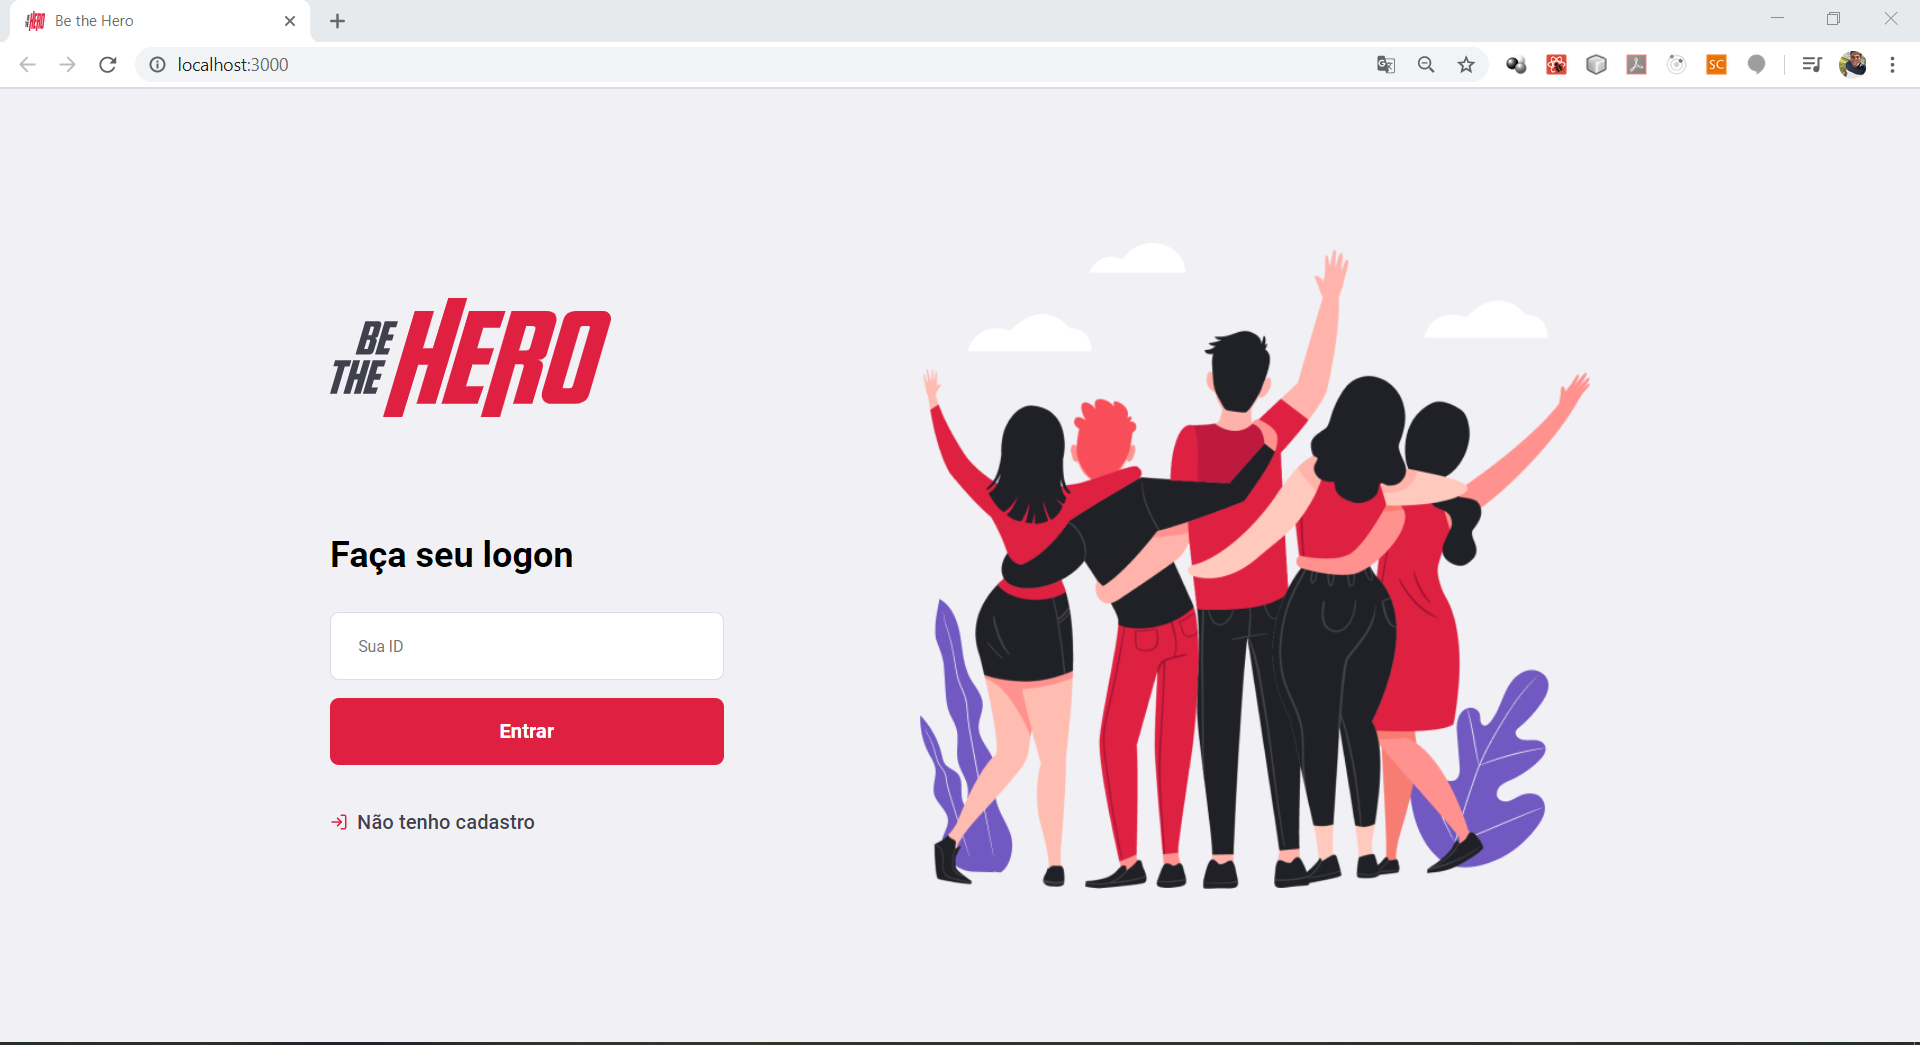 Be the Hero
localhost:3000
SC
BE
THE
HERO
Faça seu logon
Sua ID
Entrar
Não tenho cadastro